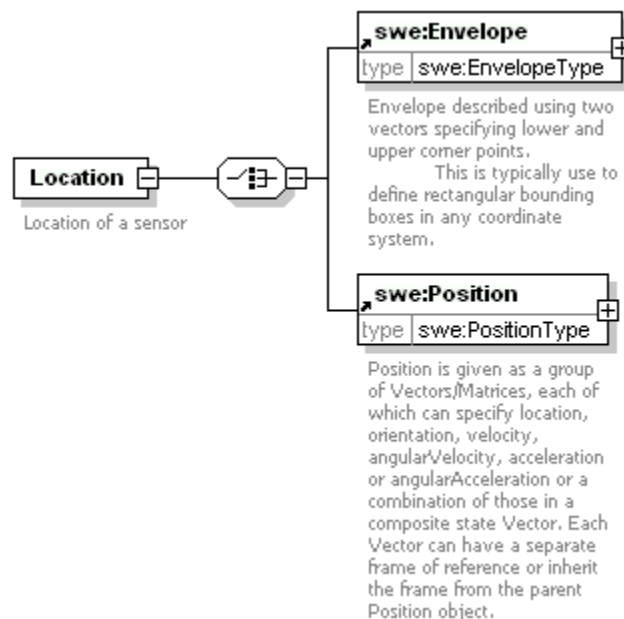 swe:Envelope
type swe:EnvelopeType
Envelope described using two
vectors specifying lower and
upper corner points.
This is typically use to
define rectangular bounding
boxes in any coordinate
system.
Location
Location of a sensor
swe:Position
type swe:PositionType
Position is given as a group
of Vectors/Matrices, each of
which can specify location,
orientation, velocity,
angularVelocity, acceleration
or angularAcceleration or a
combination of those in a
composite state Vector. Each
Vector can have a separate
frame of reference or inherit
the frame from the parent
Position object.